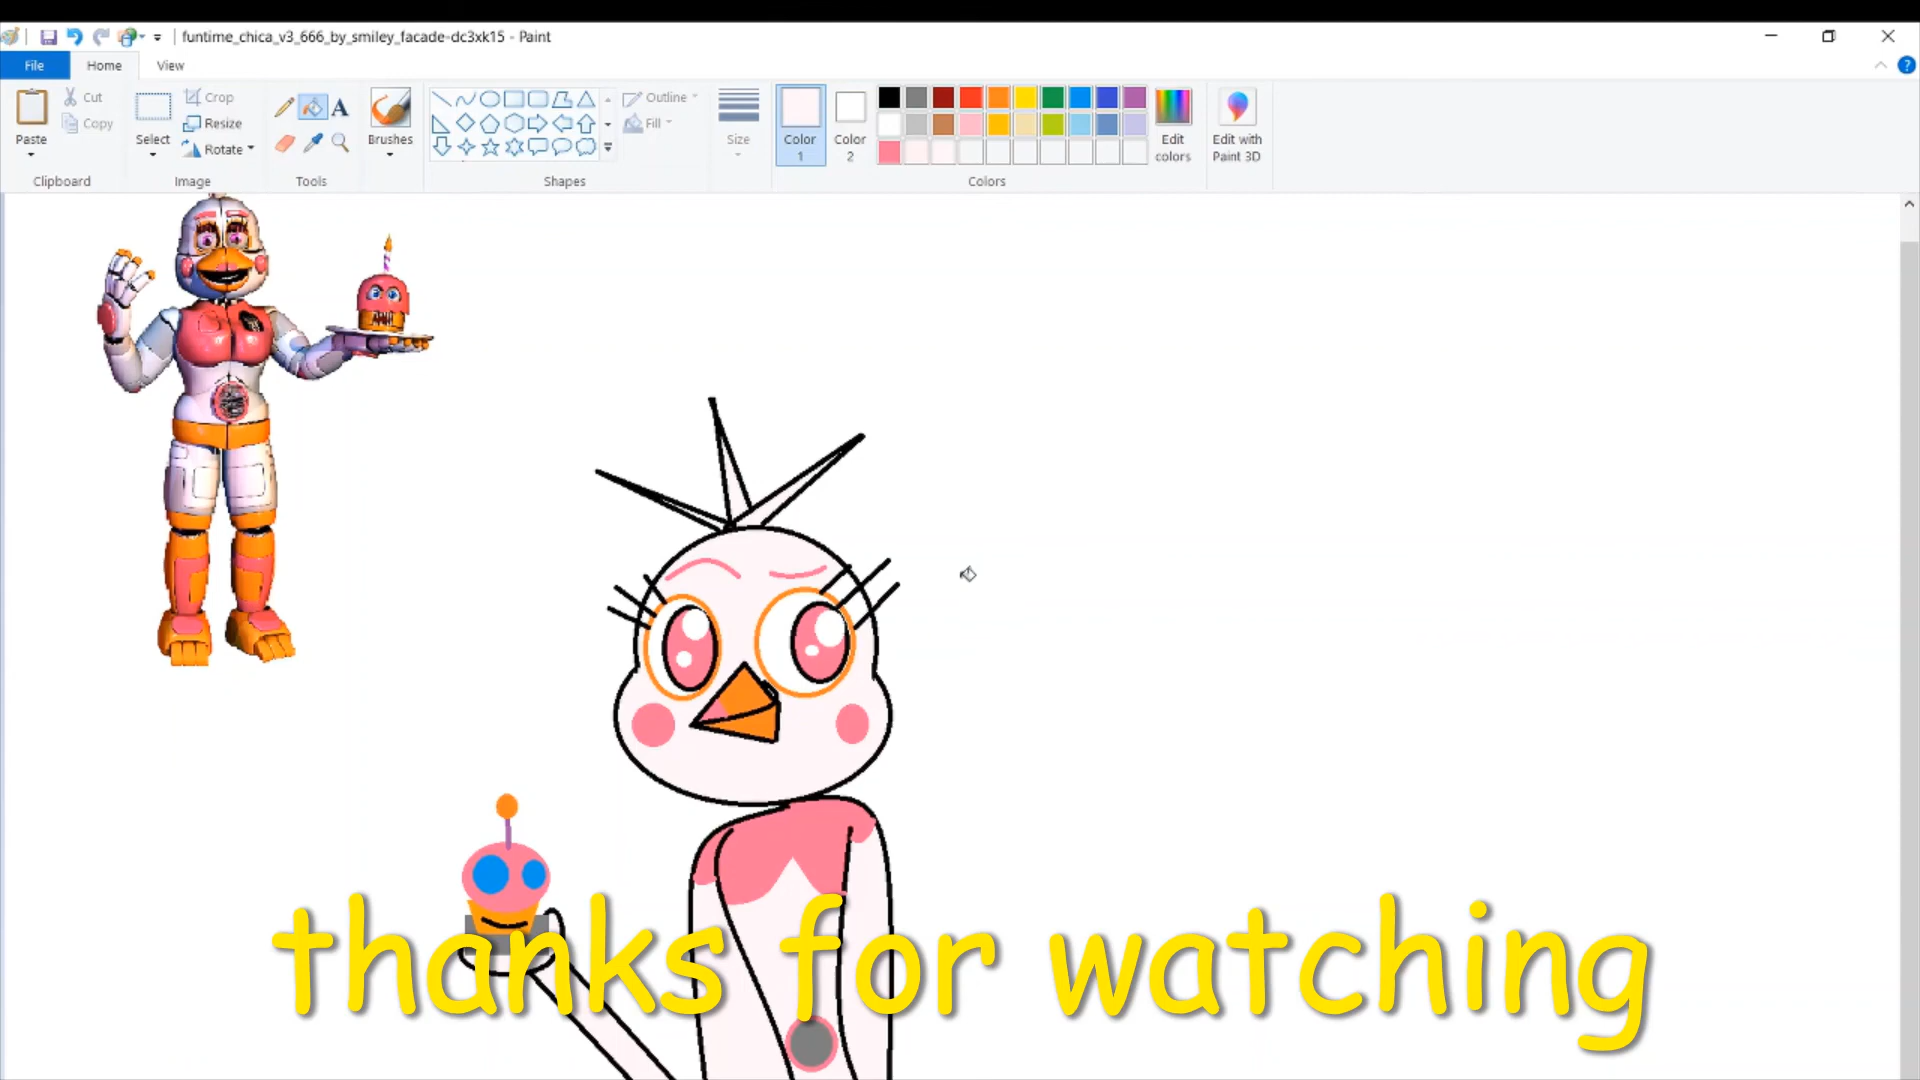 funtime_chica_v3_666_by_smiley_facade-dc3xk15 - Paint
File Home View
Paste
Cut
Copy
Clipboard
Select
Crop
Resize
Rotate
Image
A
Tools
Brushes
Outline
Fill
Shapes
Size
Color 1
Color 2
Edit colors
Edit with Paint 3D
Colors
thanks for watching